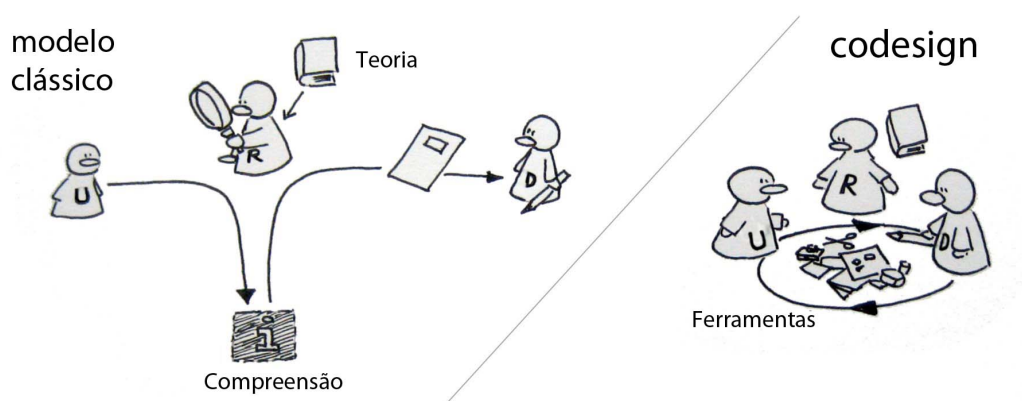 modelo
clássico
Teoria
R
U
D
i
Compreensão
codesign
R
U
D
Ferramentas